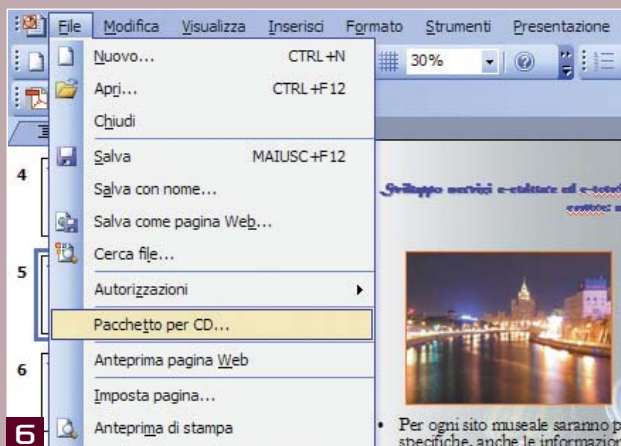 File Modifica Visualizza Inserisci Formato Strumenti Presentazione
30%
Nuovo... CTRL+N
Apri... CTRL+F12
Chiudi
Salva MAIUSC+F12
Salva con nome...
Salva come pagina Web...
Cerca file...
Autorizzazioni
Pacchetto per CD...
Anteprima pagina Web
Imposta pagina...
Anteprima di stampa
4
5
6
Sviluppo servizi
• Per ogni sito museale saranno p
specifiche, anche le informazion
6